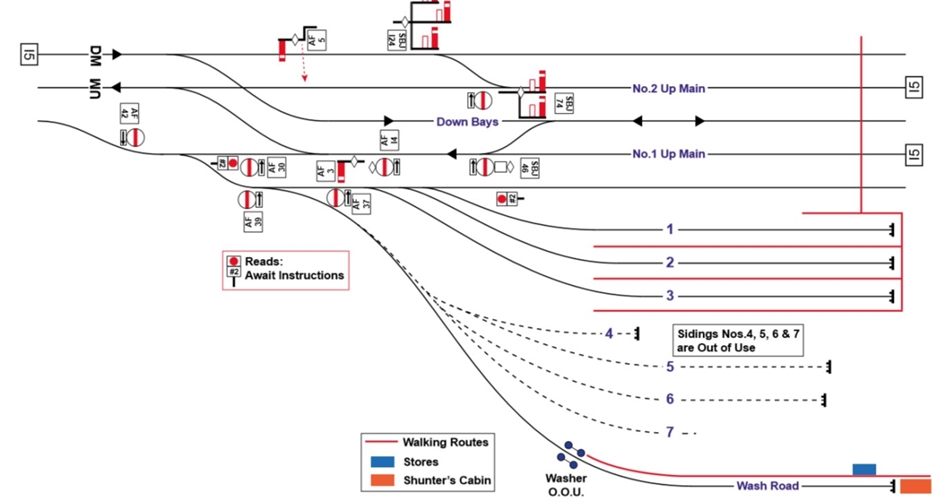 15
DM
UM
AF
5
SBJ
124
No.2 Up Main
15
SBJ
74
AF
42
Down Bays
AF
14
No.1 Up Main
15
#2
AF
30
AF
3
SBJ
46
AF
37
#2
AF
39
1
2
3
Reads:
#2
Await Instructions
4
Sidings Nos.4, 5, 6 & 7
are Out of Use
5
6
7
Walking Routes
Stores
Shunter's Cabin
Washer
O.O.U.
Wash Road